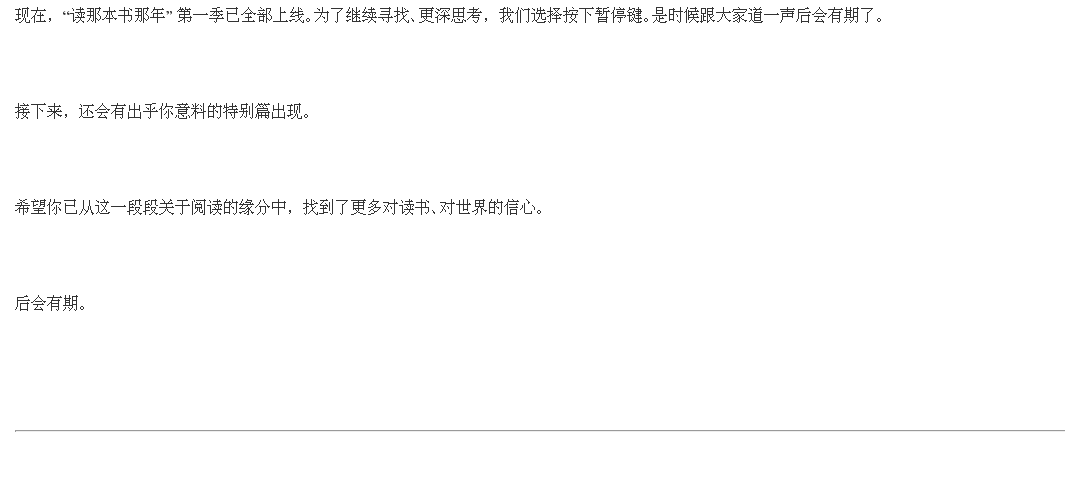 现在，“读那本书那年” 第一季已全部上线。为了继续寻找、更深思考，我们选择按下暂停键。是时候跟大家道一声后会有期了。
接下来，还会有出乎你意料的特别篇出现。
希望你已从这一段段关于阅读的缘分中，找到了更多对读书、对世界的信心。
后会有期。